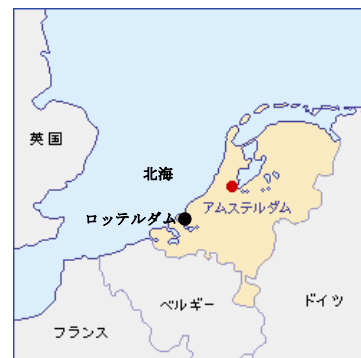 英国
北海
アムステルダム
ロッテルダム
ベルギー
ドイツ
フランス